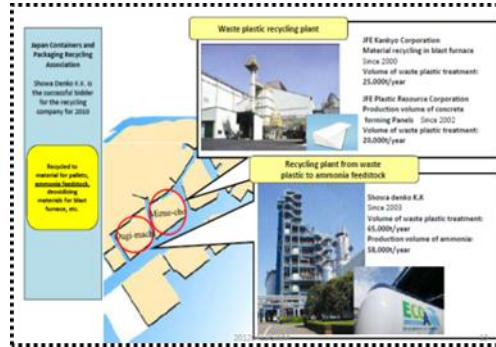 Japan Containers and
Packaging Recycling
Association
Showa Denko K.K. is
the successful bidder
for the recycling
company for 2010
Recycled to
material for pallets,
ammonia feedstock,
deoxidizing
materials for blast
furnace, etc.
Waste plastic recycling plant
JFE Kankyo Corporation
Material recycling in blast furnace
Since 2000
Volume of waste plastic treatment:
25,000t/year
JFE Plastic Resource Corporation
Production volume of concrete
forming Panels Since 2002
Volume of waste plastic treatment:
20,000t/year
Mizue-cho
Ougi-machi
Recycling plant from waste
plastic to ammonia feedstock
Showa denko K.K
Since 2003
Volume of waste plastic treatment:
65,000t/year
Production volume of ammonia:
58,000t/year